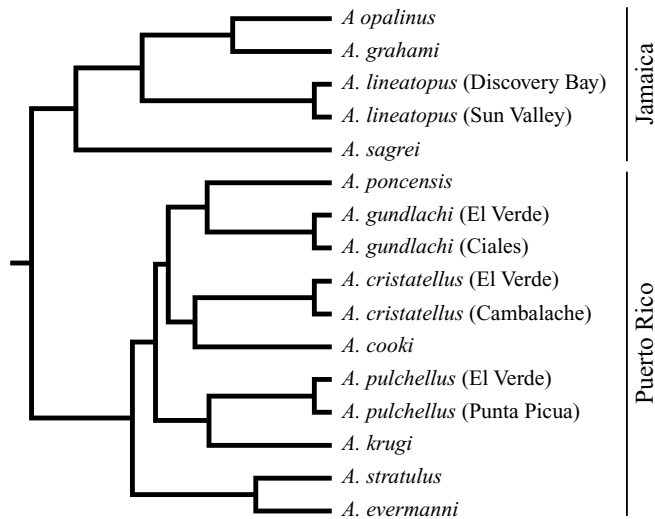 A opalinus
A. grahami
A. lineatopus (Discovery Bay)
A. lineatopus (Sun Valley)
A. sagrei
Jamaica
A. poncensis
A. gundlachi (El Verde)
A. gundlachi (Ciales)
A. cristatellus (El Verde)
A. cristatellus (Cambalache)
A. cooki
A. pulchellus (El Verde)
A. pulchellus (Punta Picua)
A. krugi
A. stratulus
A. evermanni
Puerto Rico